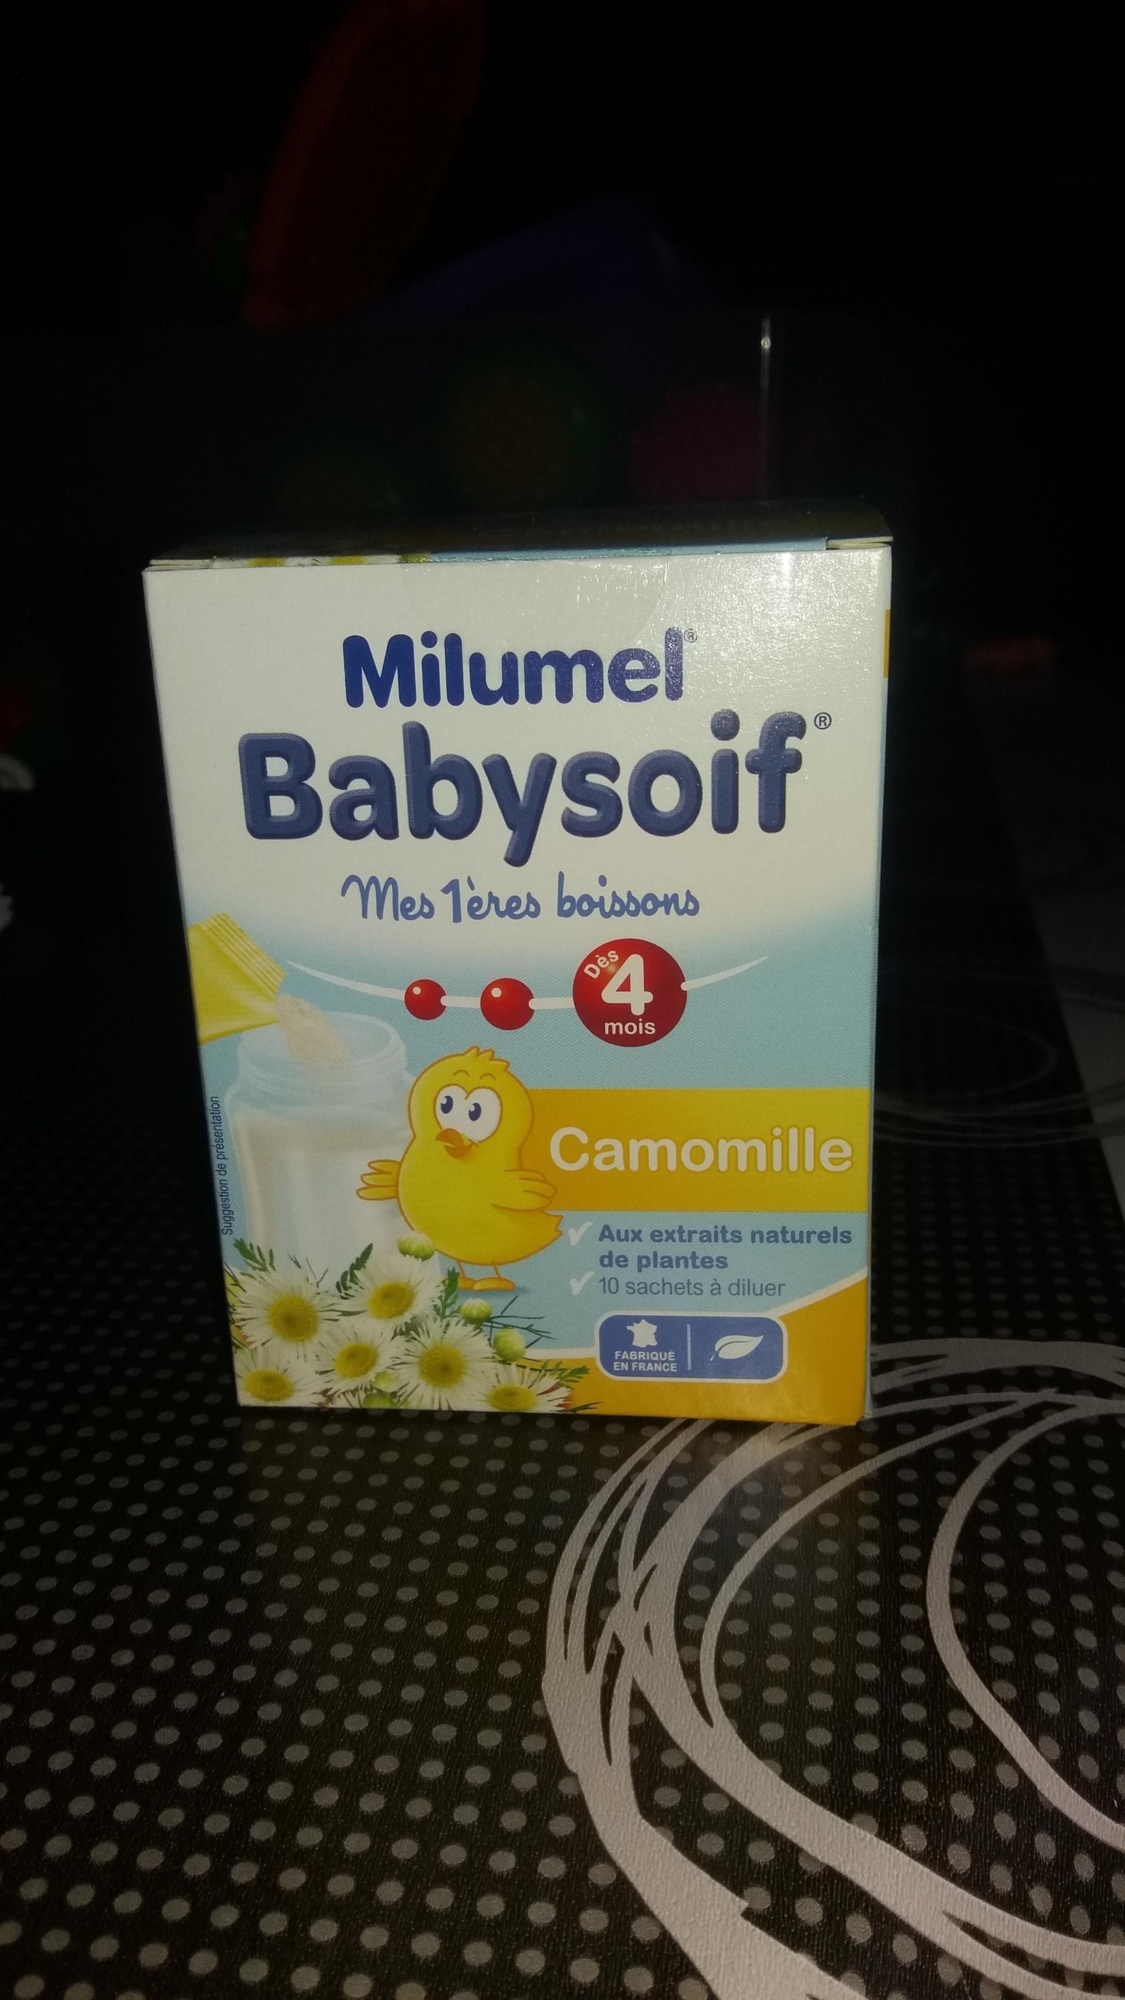 Milumel®
Babysoif®
Mes 1ères boissons
Dès
4
mois
Camomille
Aux extraits naturels
de plantes
10 sachets à diluer
FABRIQUÉ
EN FRANCE
Suggestion de présentation